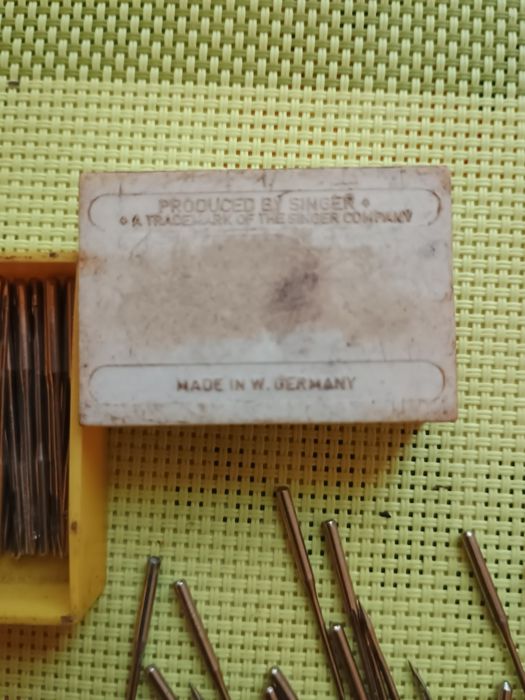 PRODUCED BY SINGER
A TRADEMARK OF THE SINGER COMPANY
MADE IN W. GERMANY